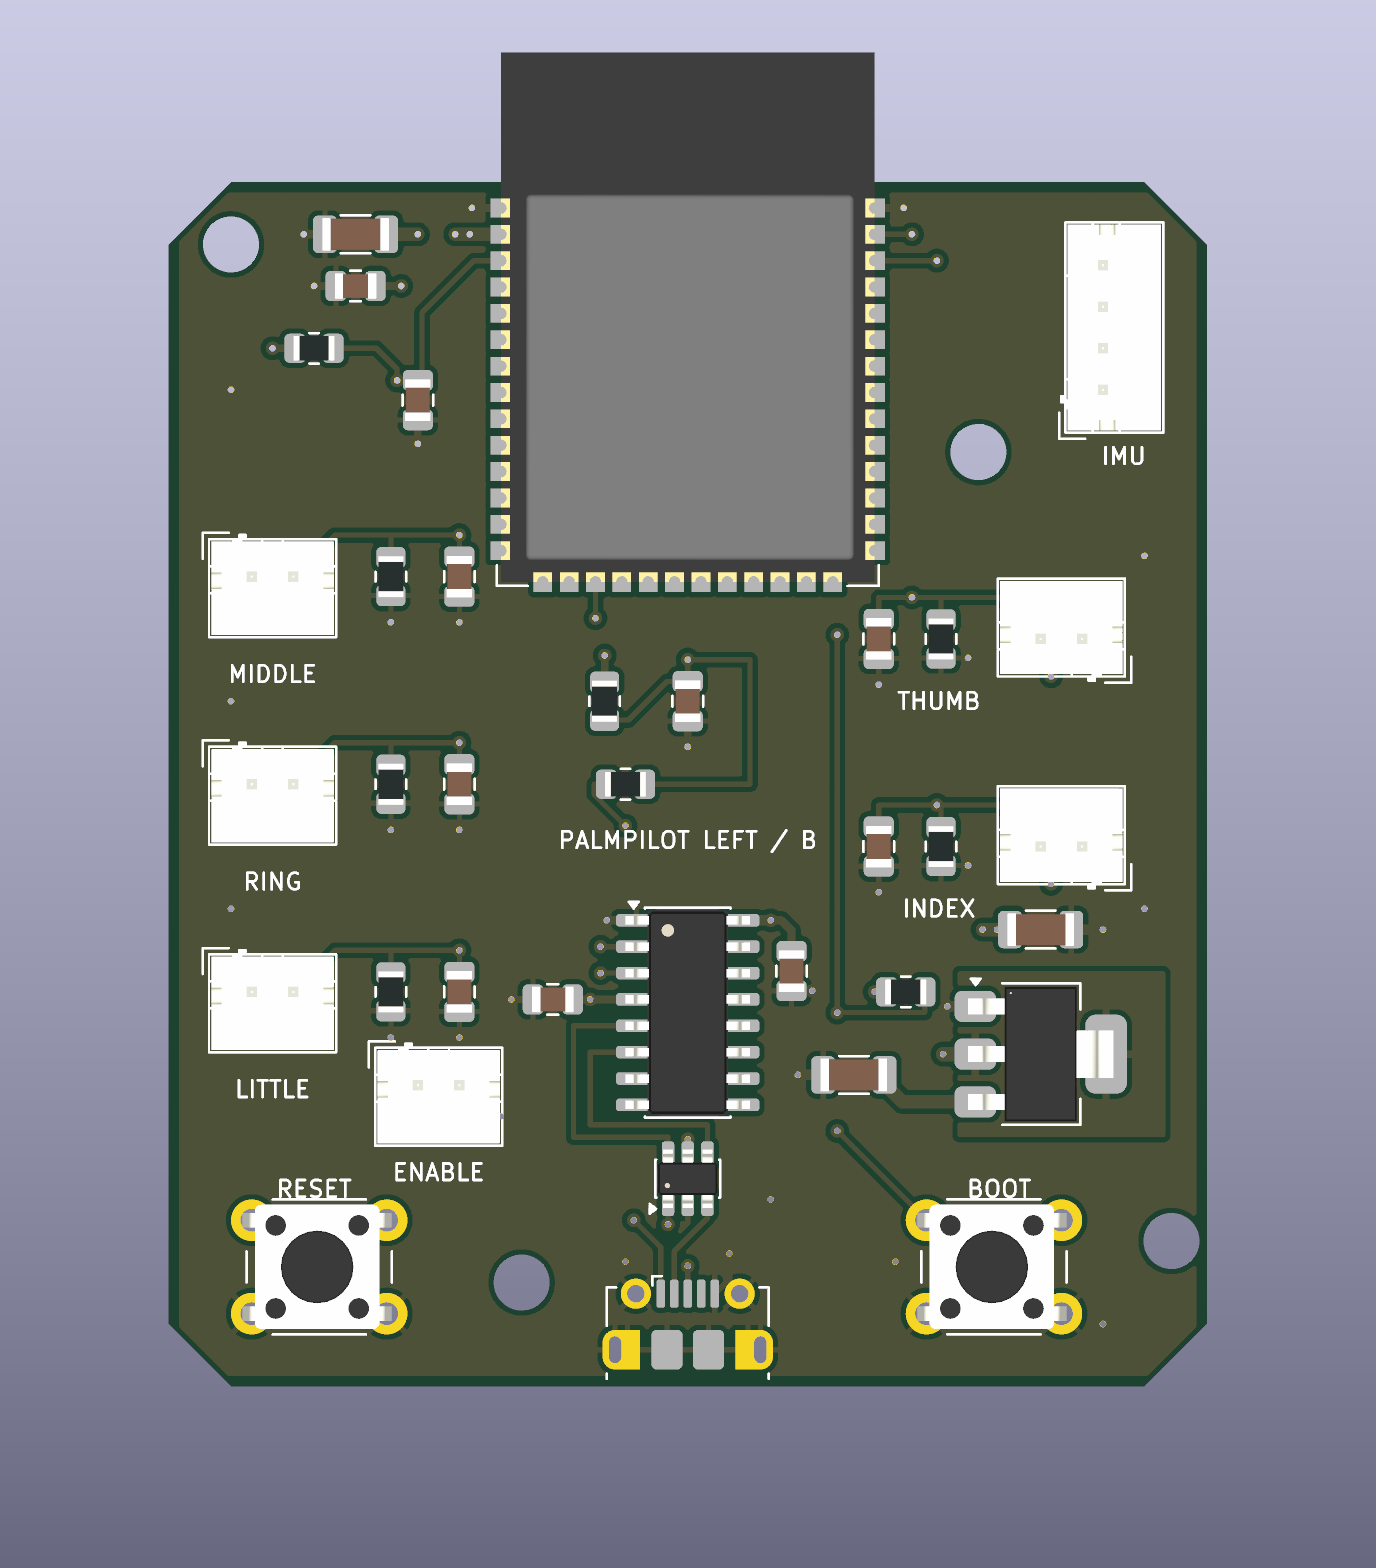 IMU
MIDDLE
THUMB
PALMPILOT LEFT / B
RING
INDEX
LITTLE
ENABLE
RESET
BOOT